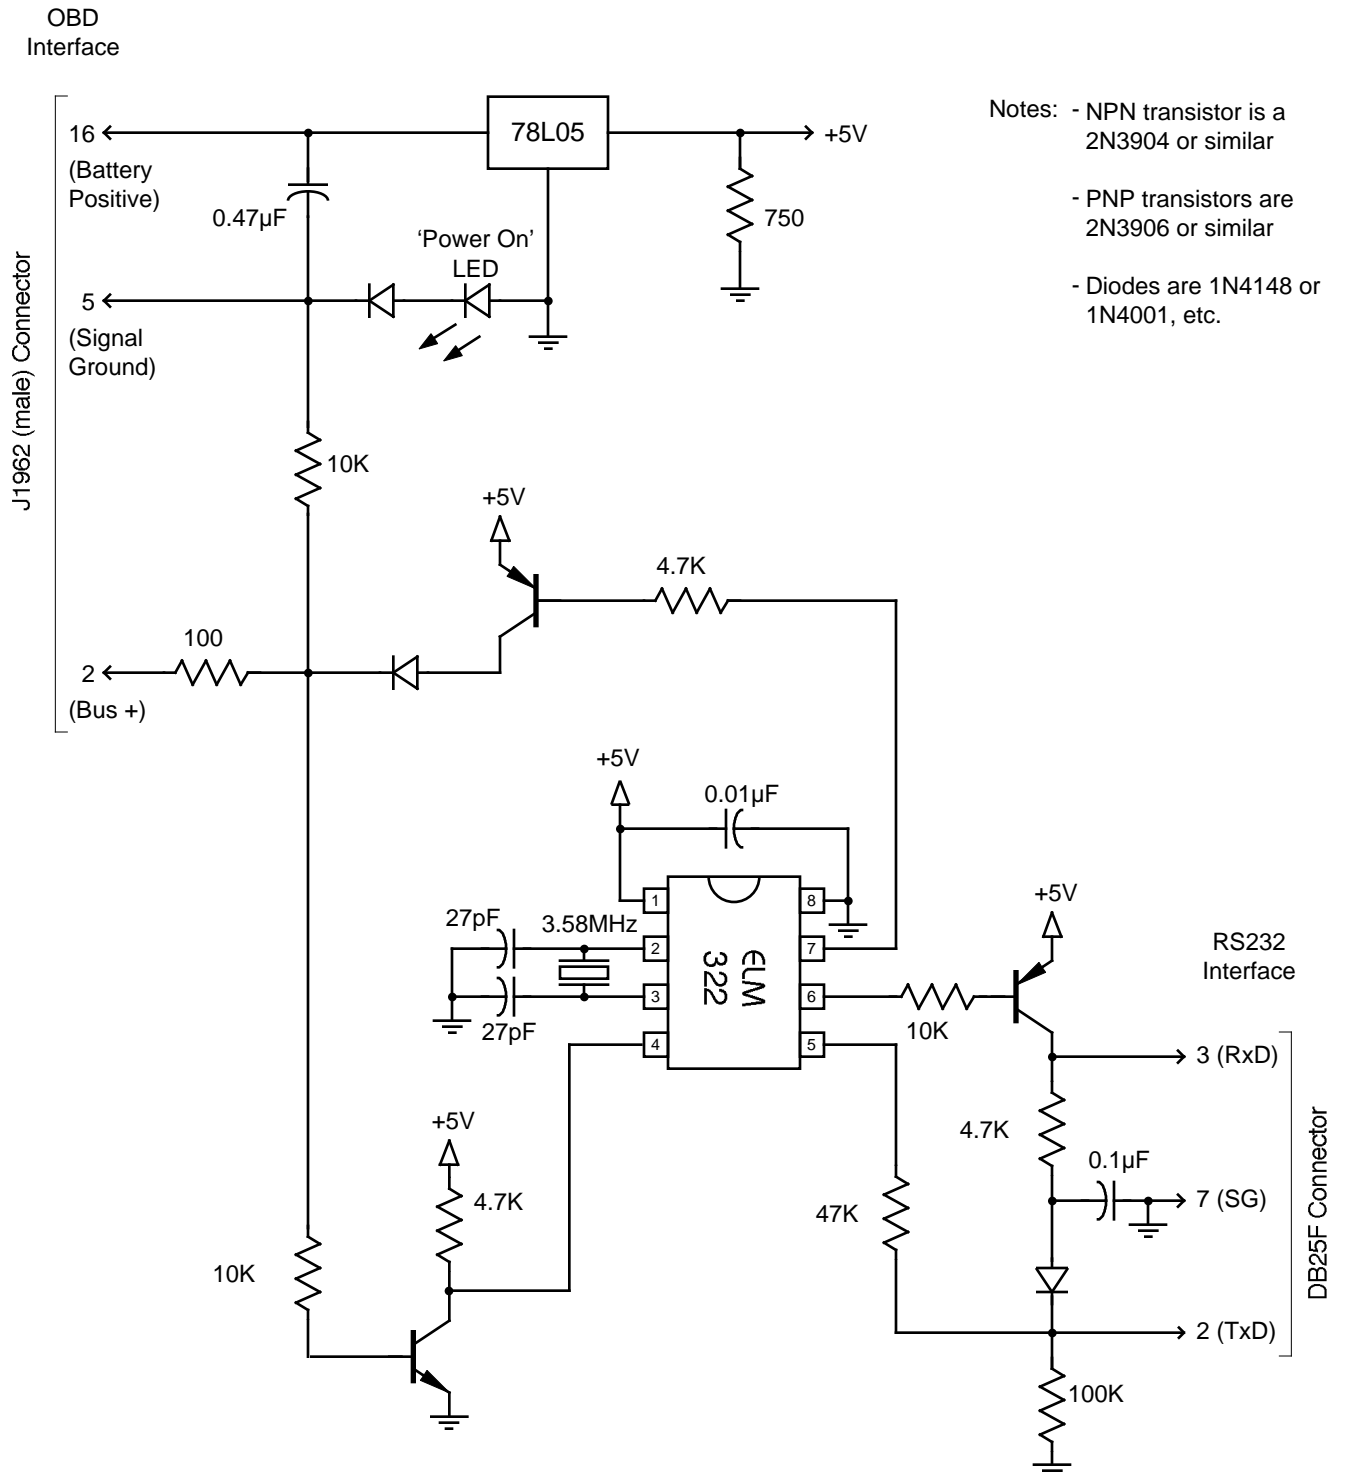 OBD
Interface
J1962 (male) Connector
16
(Battery
Positive)
0.47µF
78L05
+5V
750
Notes: - NPN transistor is a
2N3904 or similar
- PNP transistors are
2N3906 or similar
- Diodes are 1N4148 or
1N4001, etc.
‘Power On’
LED
5
(Signal
Ground)
10K
+5V
4.7K
100
2
(Bus +)
+5V
0.01µF
27pF
3.58MHz
27pF
1
2
3
4
8
7
6
5
ELM
322
10K
+5V
RS232
Interface
3 (RxD)
4.7K
0.1µF
7 (SG)
47K
2 (TxD)
100K
DB25F Connector
+5V
4.7K
10K